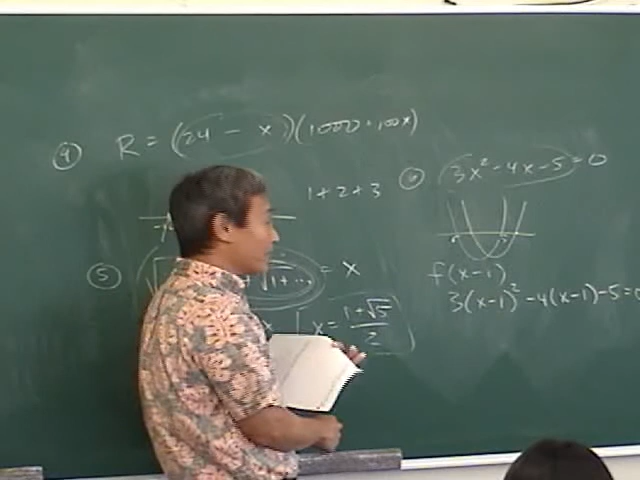 ④ R = (24 - x)(1000 + 100x)
1 + 2 + 3
⑤ √1 + ... = x
x = (1+√5)/2
⑥ 3x² - 4x - 5 = 0
f(x-1)
3(x-1)² - 4(x-1) - 5 = 0